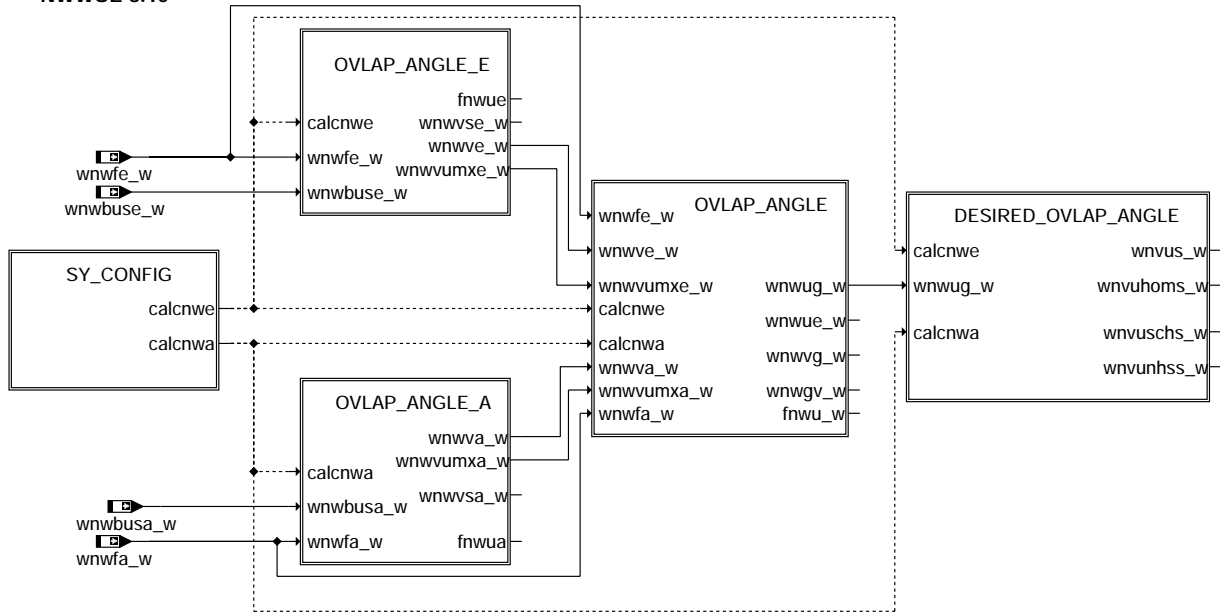 OVLAP_ANGLE_E
fnwue
calcnwe
wnwvse_w
wnwve_w
wnwfe_w
wnwvumxe_w
wnwbuse_w
wnwfe_w
wnwbuse_w
SY_CONFIG
calcnwe
calcnwa
OVLAP_ANGLE_A
wnwva_w
wnwvumxa_w
calcnwa
wnwvsa_w
wnwbusa_w
wnwfa_w
fnwua
wnwbusa_w
wnwfa_w
OVLAP_ANGLE
wnwfe_w
wnwve_w
wnwvumxe_w
wnwug_w
calcnwe
wnwue_w
calcnwa
wnwvg_w
wnwva_w
wnwvumxa_w
wnwgv_w
wnwfa_w
fnwu_w
DESIRED_OVLAP_ANGLE
calcnwe
wnvus_w
wnwug_w
wnvuhoms_w
calcnwa
wnvuschs_w
wnvunhss_w